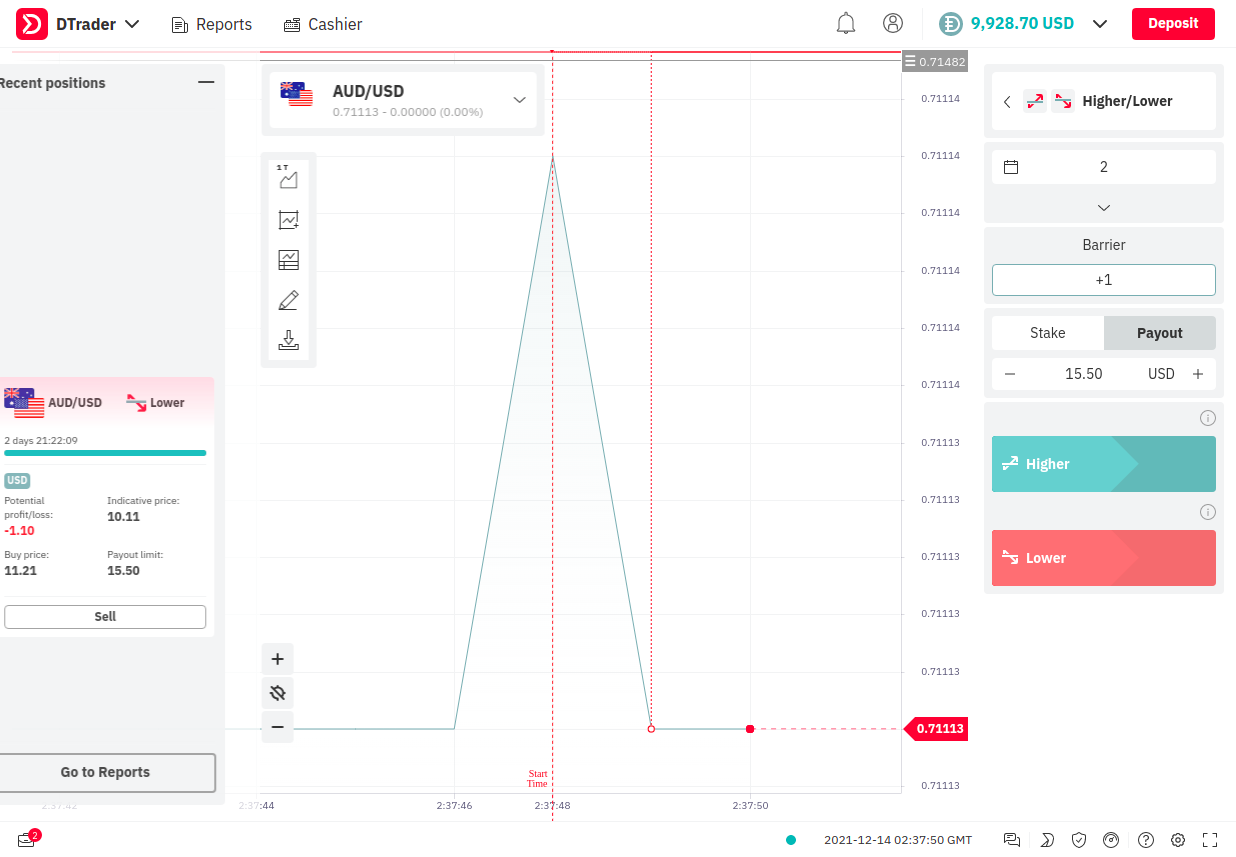 DTrader
Reports
Cashier
9,928.70 USD
Deposit
Recent positions
AUD/USD
Lower
2 days 21:22:09
USD
Potential
profit/loss:
-1.10
Indicative price:
10.11
Buy price:
11.21
Payout limit:
15.50
Sell
Go to Reports
AUD/USD
0.71113 - 0.00000 (0.00%)
1T
Start
Time
2:37:42
2:37:44
2:37:46
2:37:48
2:37:50
0.71482
0.71114
0.71114
0.71114
0.71114
0.71114
0.71114
0.71113
0.71113
0.71113
0.71113
0.71113
0.71113
0.71113
Higher/Lower
2
Barrier
+1
Stake
Payout
15.50
USD
Higher
Lower
2
2021-12-14 02:37:50 GMT